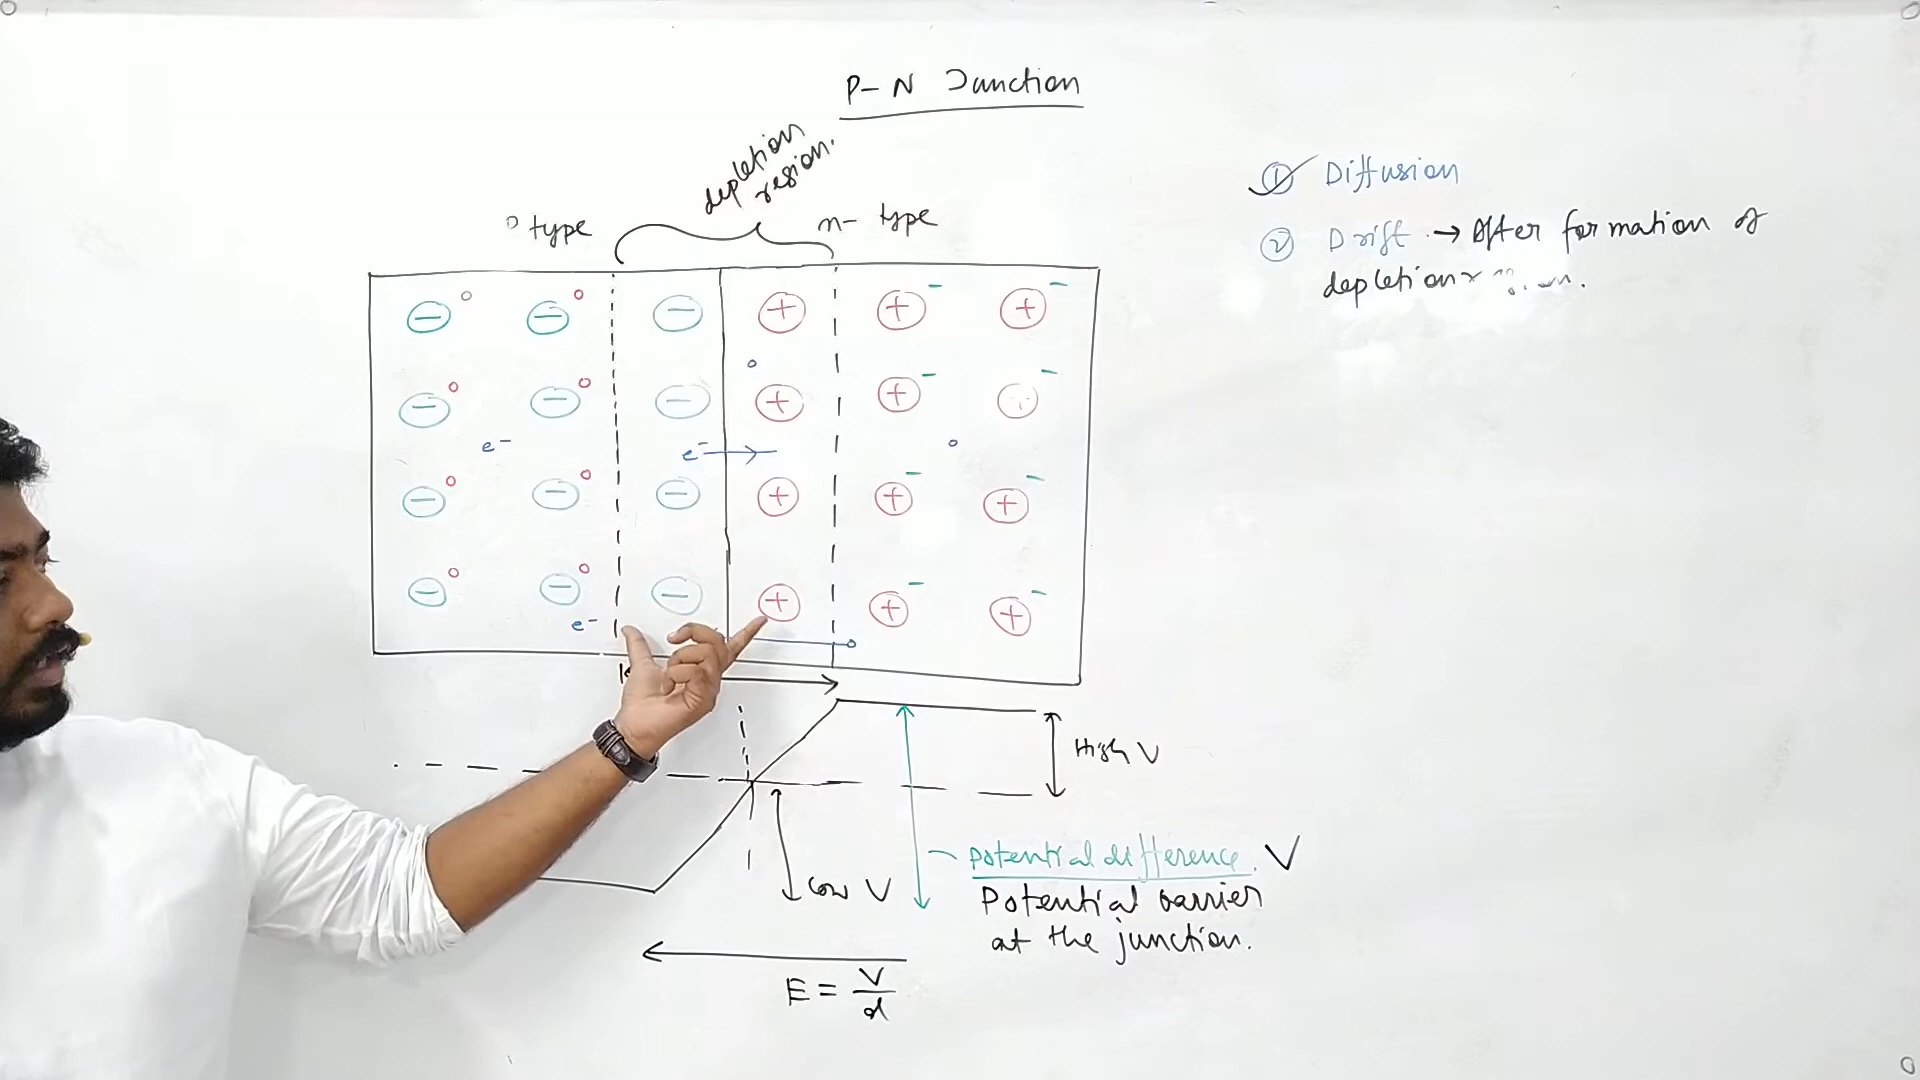 P-N Junction
depletion
region.
p type
n- type
① Diffusion
② Drift → After formation of
depletion
e⁻
e⁻
e⁻
High V
Low V
Potential difference. V
Potential barrier
at the junction.
E = V/d